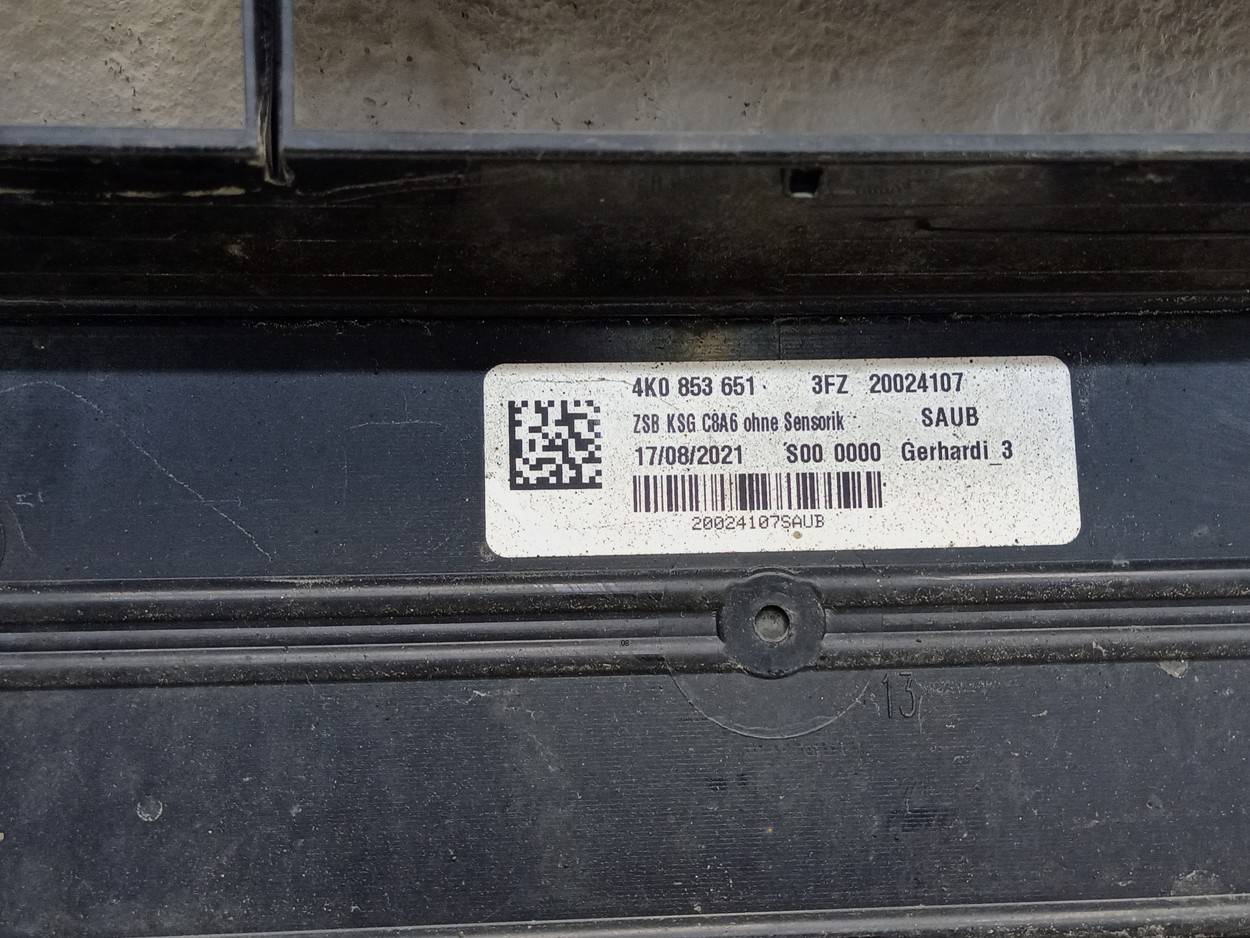 4K0 853 651 3FZ 20024107
ZSB KSG C8A6 ohne Sensorik SAUB
17/08/2021 S00 0000 Gerhardi_3
20024107SAUB
13